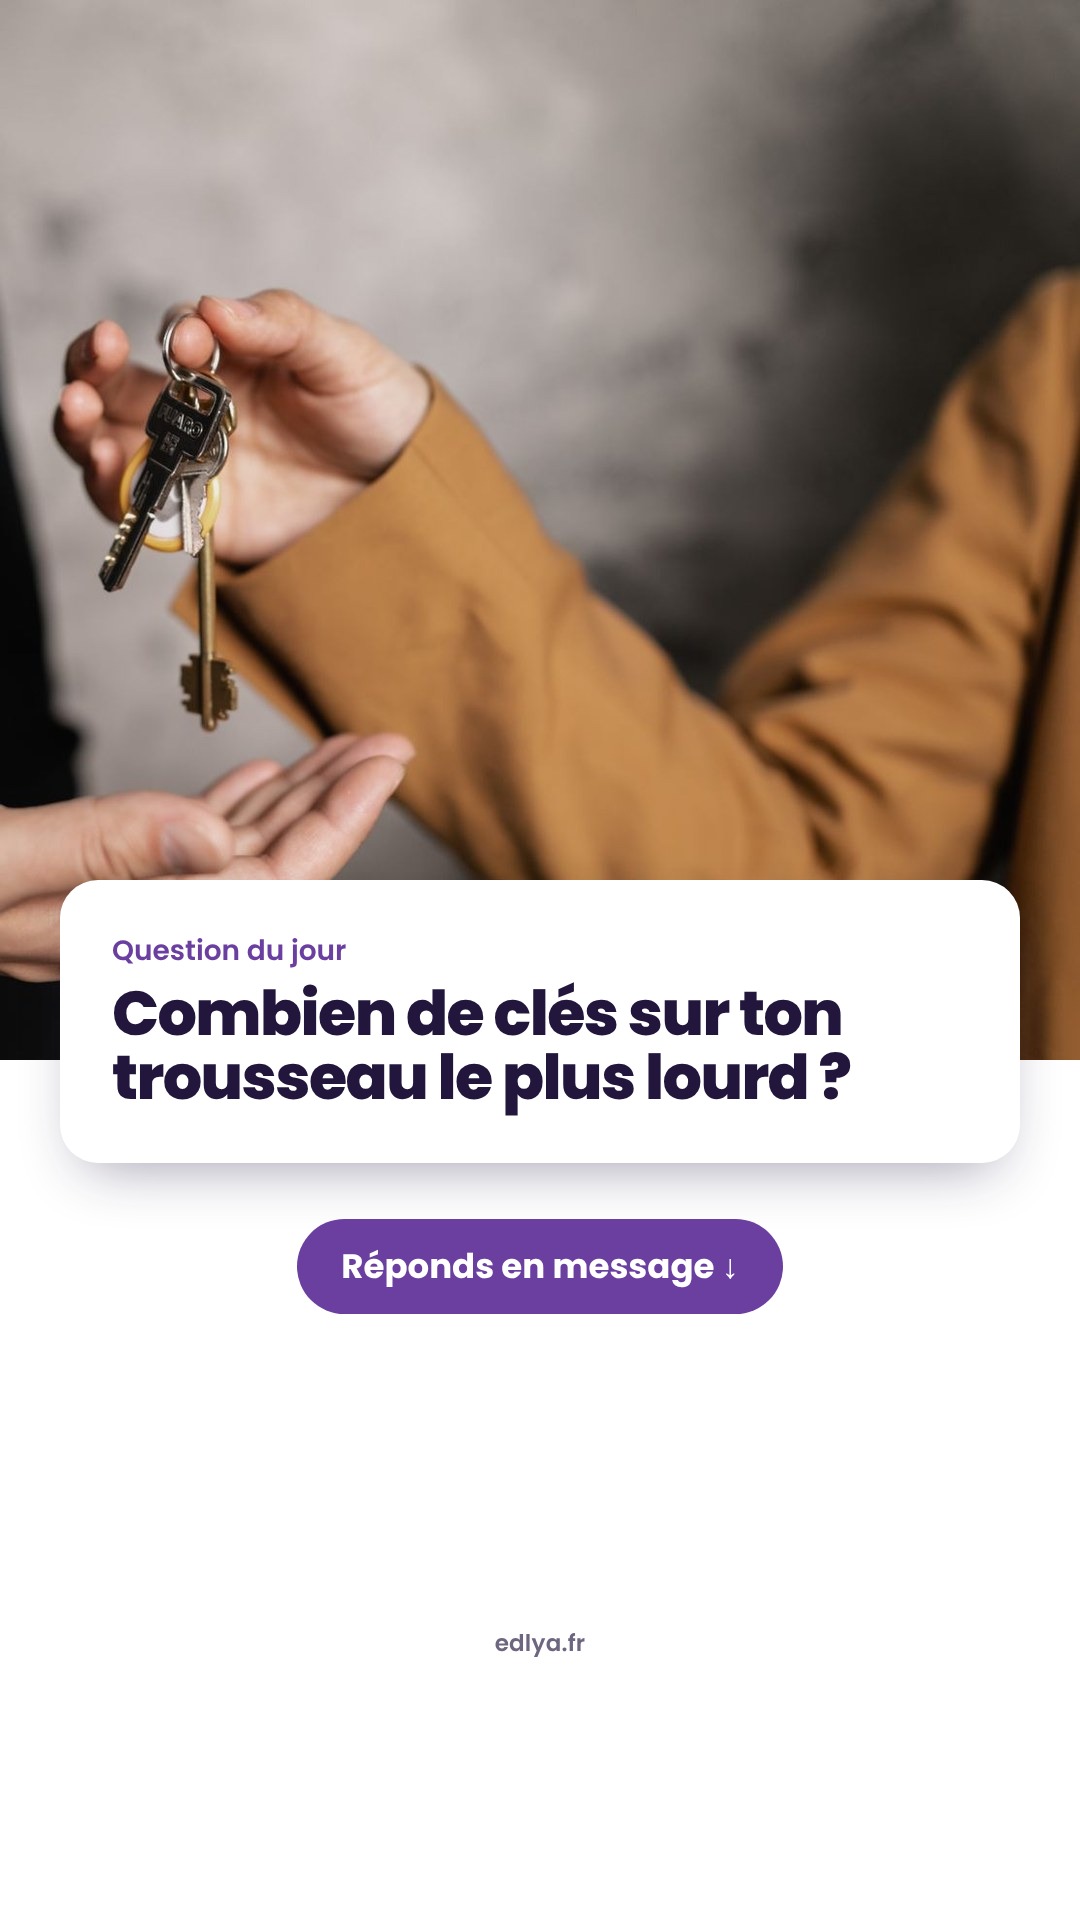 Question du jour
Combien de clés sur ton
trousseau le plus lourd ?
Réponds en message ↓
edlya.fr